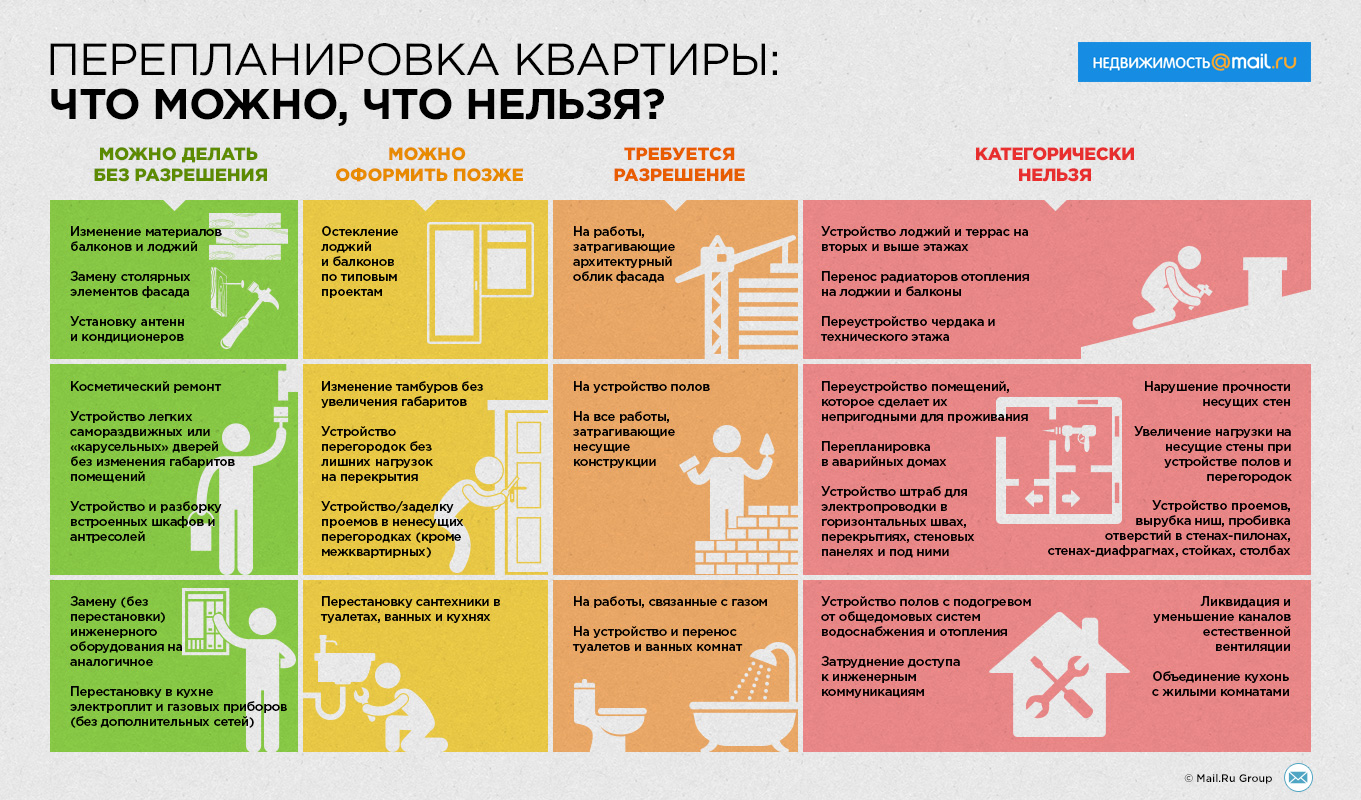 ПЕРЕПЛАНИРОВКА КВАРТИРЫ:
ЧТО МОЖНО, ЧТО НЕЛЬЗЯ?
НЕДВИЖИМОСТЬ@mail.ru
МОЖНО ДЕЛАТЬ
БЕЗ РАЗРЕШЕНИЯ
МОЖНО
ОФОРМИТЬ ПОЗЖЕ
ТРЕБУЕТСЯ
РАЗРЕШЕНИЕ
КАТЕГОРИЧЕСКИ
НЕЛЬЗЯ
Изменение материалов
балконов и лоджий
Замену столярных
элементов фасада
Установку антенн
и кондиционеров
Остекление
лоджий
и балконов
по типовым
проектам
На работы,
затрагивающие
архитектурный
облик фасада
Устройство лоджий и террас на
вторых и выше этажах
Перенос радиаторов отопления
на лоджии и балконы
Переустройство чердака и
технического этажа
Косметический ремонт
Устройство легких
самораздвижных или
«карусельных» дверей
без изменения габаритов
помещений
Устройство и разборку
встроенных шкафов и
антресолей
Изменение тамбуров без
увеличения габаритов
Устройство
перегородок без
лишних нагрузок
на перекрытия
Устройство/заделку
проемов в ненесущих
перегородках (кроме
межквартирных)
На устройство полов
На все работы,
затрагивающие
несущие
конструкции
Переустройство помещений,
которое сделает их
непригодными для проживания
Перепланировка
в аварийных домах
Устройство штраб для
электропроводки в
горизонтальных швах,
перекрытиях, стеновых
панелях и под ними
Нарушение прочности
несущих стен
Увеличение нагрузки на
несущие стены при
устройстве полов и
перегородок
Устройство проемов,
вырубка ниш, пробивка
отверстий в стенах-пилонах,
стенах-диафрагмах, стойках, столбах
Замену (без
перестановки)
инженерного
оборудования на
аналогичное
Перестановку в кухне
электроплит и газовых приборов
(без дополнительных сетей)
Перестановку сантехники в
туалетах, ванных и кухнях
На работы, связанные с газом
На устройство и перенос
туалетов и ванных комнат
Устройство полов с подогревом
от общедомовых систем
водоснабжения и отопления
Затруднение доступа
к инженерным
коммуникациям
Ликвидация и
уменьшение каналов
естественной
вентиляции
Объединение кухонь
с жилыми комнатами
© Mail.Ru Group